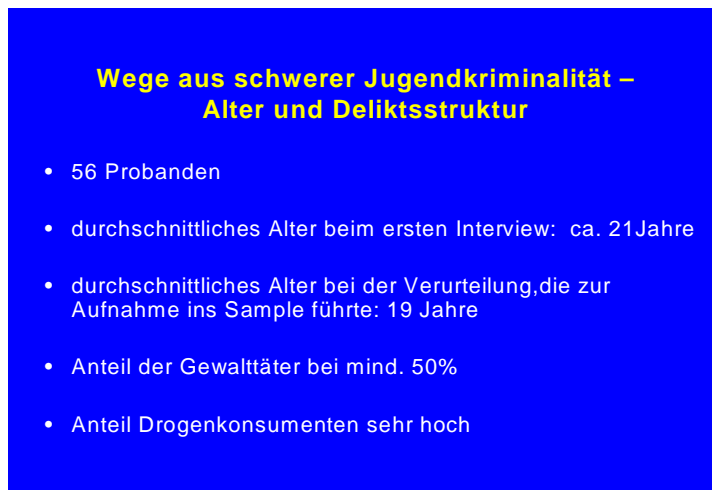 Wege aus schwerer Jugendkriminalität –
Alter und Deliktsstruktur
• 56 Probanden
• durchschnittliches Alter beim ersten Interview: ca. 21Jahre
• durchschnittliches Alter bei der Verurteilung,die zur
Aufnahme ins Sample führte: 19 Jahre
• Anteil der Gewalttäter bei mind. 50%
• Anteil Drogenkonsumenten sehr hoch